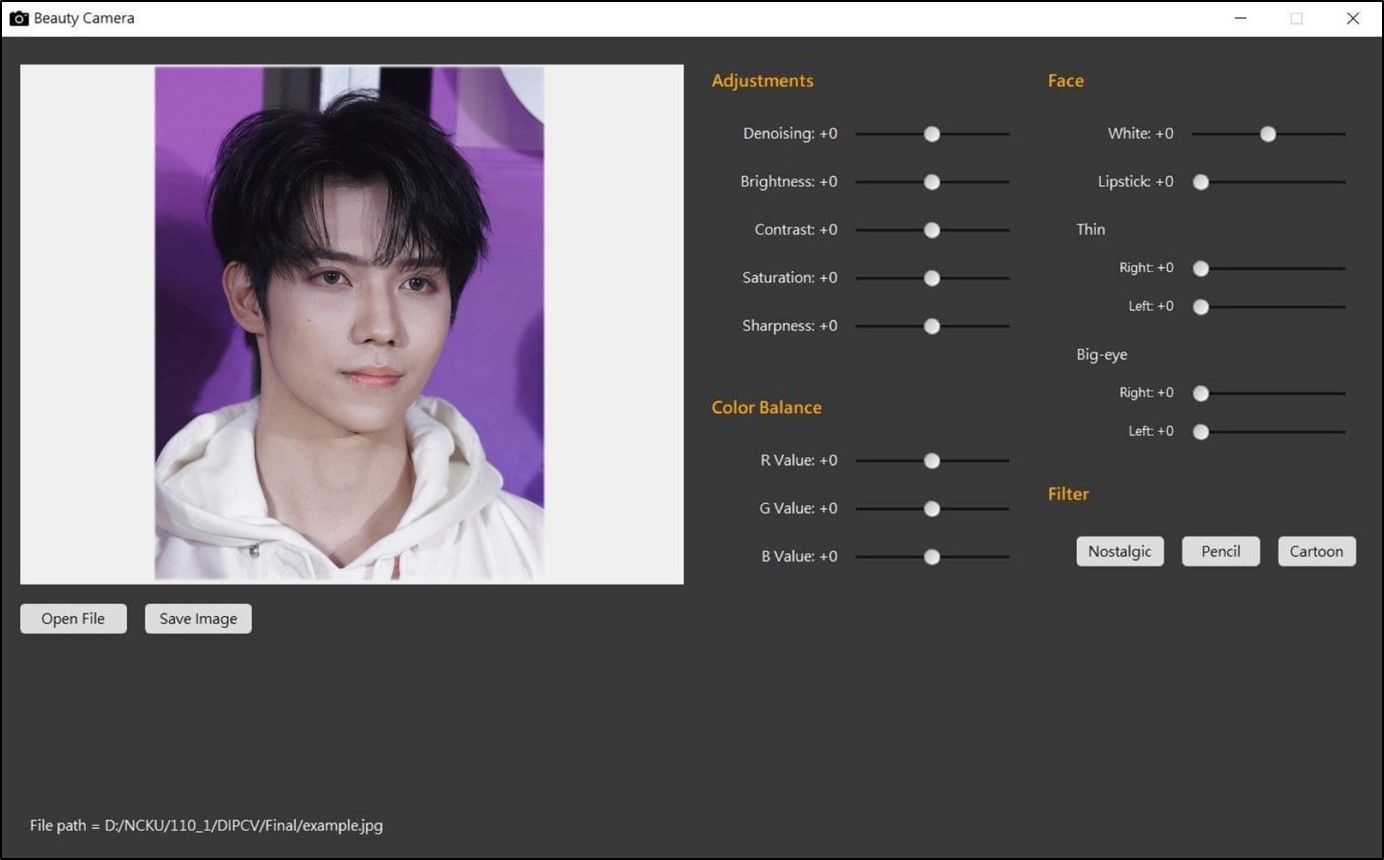 Beauty Camera
Adjustments
Denoising: +0
Brightness: +0
Contrast: +0
Saturation: +0
Sharpness: +0
Color Balance
R Value: +0
G Value: +0
B Value: +0
Face
White: +0
Lipstick: +0
Thin
Right: +0
Left: +0
Big-eye
Right: +0
Left: +0
Filter
Nostalgic Pencil Cartoon
Open File Save Image
File path = D:/NCKU/110_1/DIPCV/Final/example.jpg